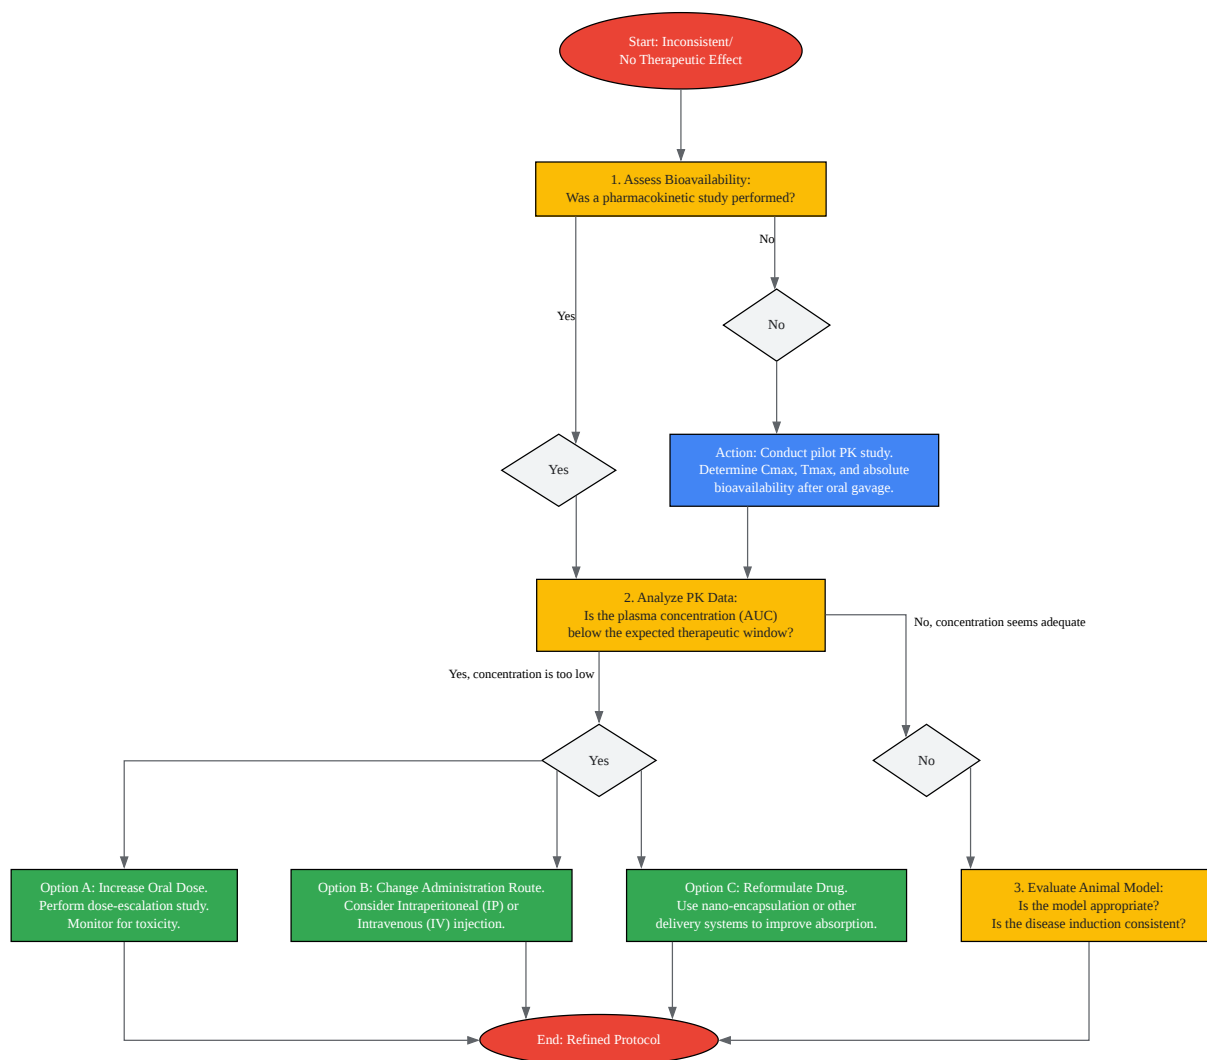 Start: Inconsistent/
No Therapeutic Effect
1. Assess Bioavailability:
Was a pharmacokinetic study performed?
No
Yes
No
Yes
Action: Conduct pilot PK study.
Determine Cmax, Tmax, and absolute
bioavailability after oral gavage.
2. Analyze PK Data:
Is the plasma concentration (AUC)
below the expected therapeutic window?
No, concentration seems adequate
Yes, concentration is too low
Yes
No
Option A: Increase Oral Dose.
Perform dose-escalation study.
Monitor for toxicity.
Option B: Change Administration Route.
Consider Intraperitoneal (IP) or
Intravenous (IV) injection.
Option C: Reformulate Drug.
Use nano-encapsulation or other
delivery systems to improve absorption.
3. Evaluate Animal Model:
Is the model appropriate?
Is the disease induction consistent?
End: Refined Protocol